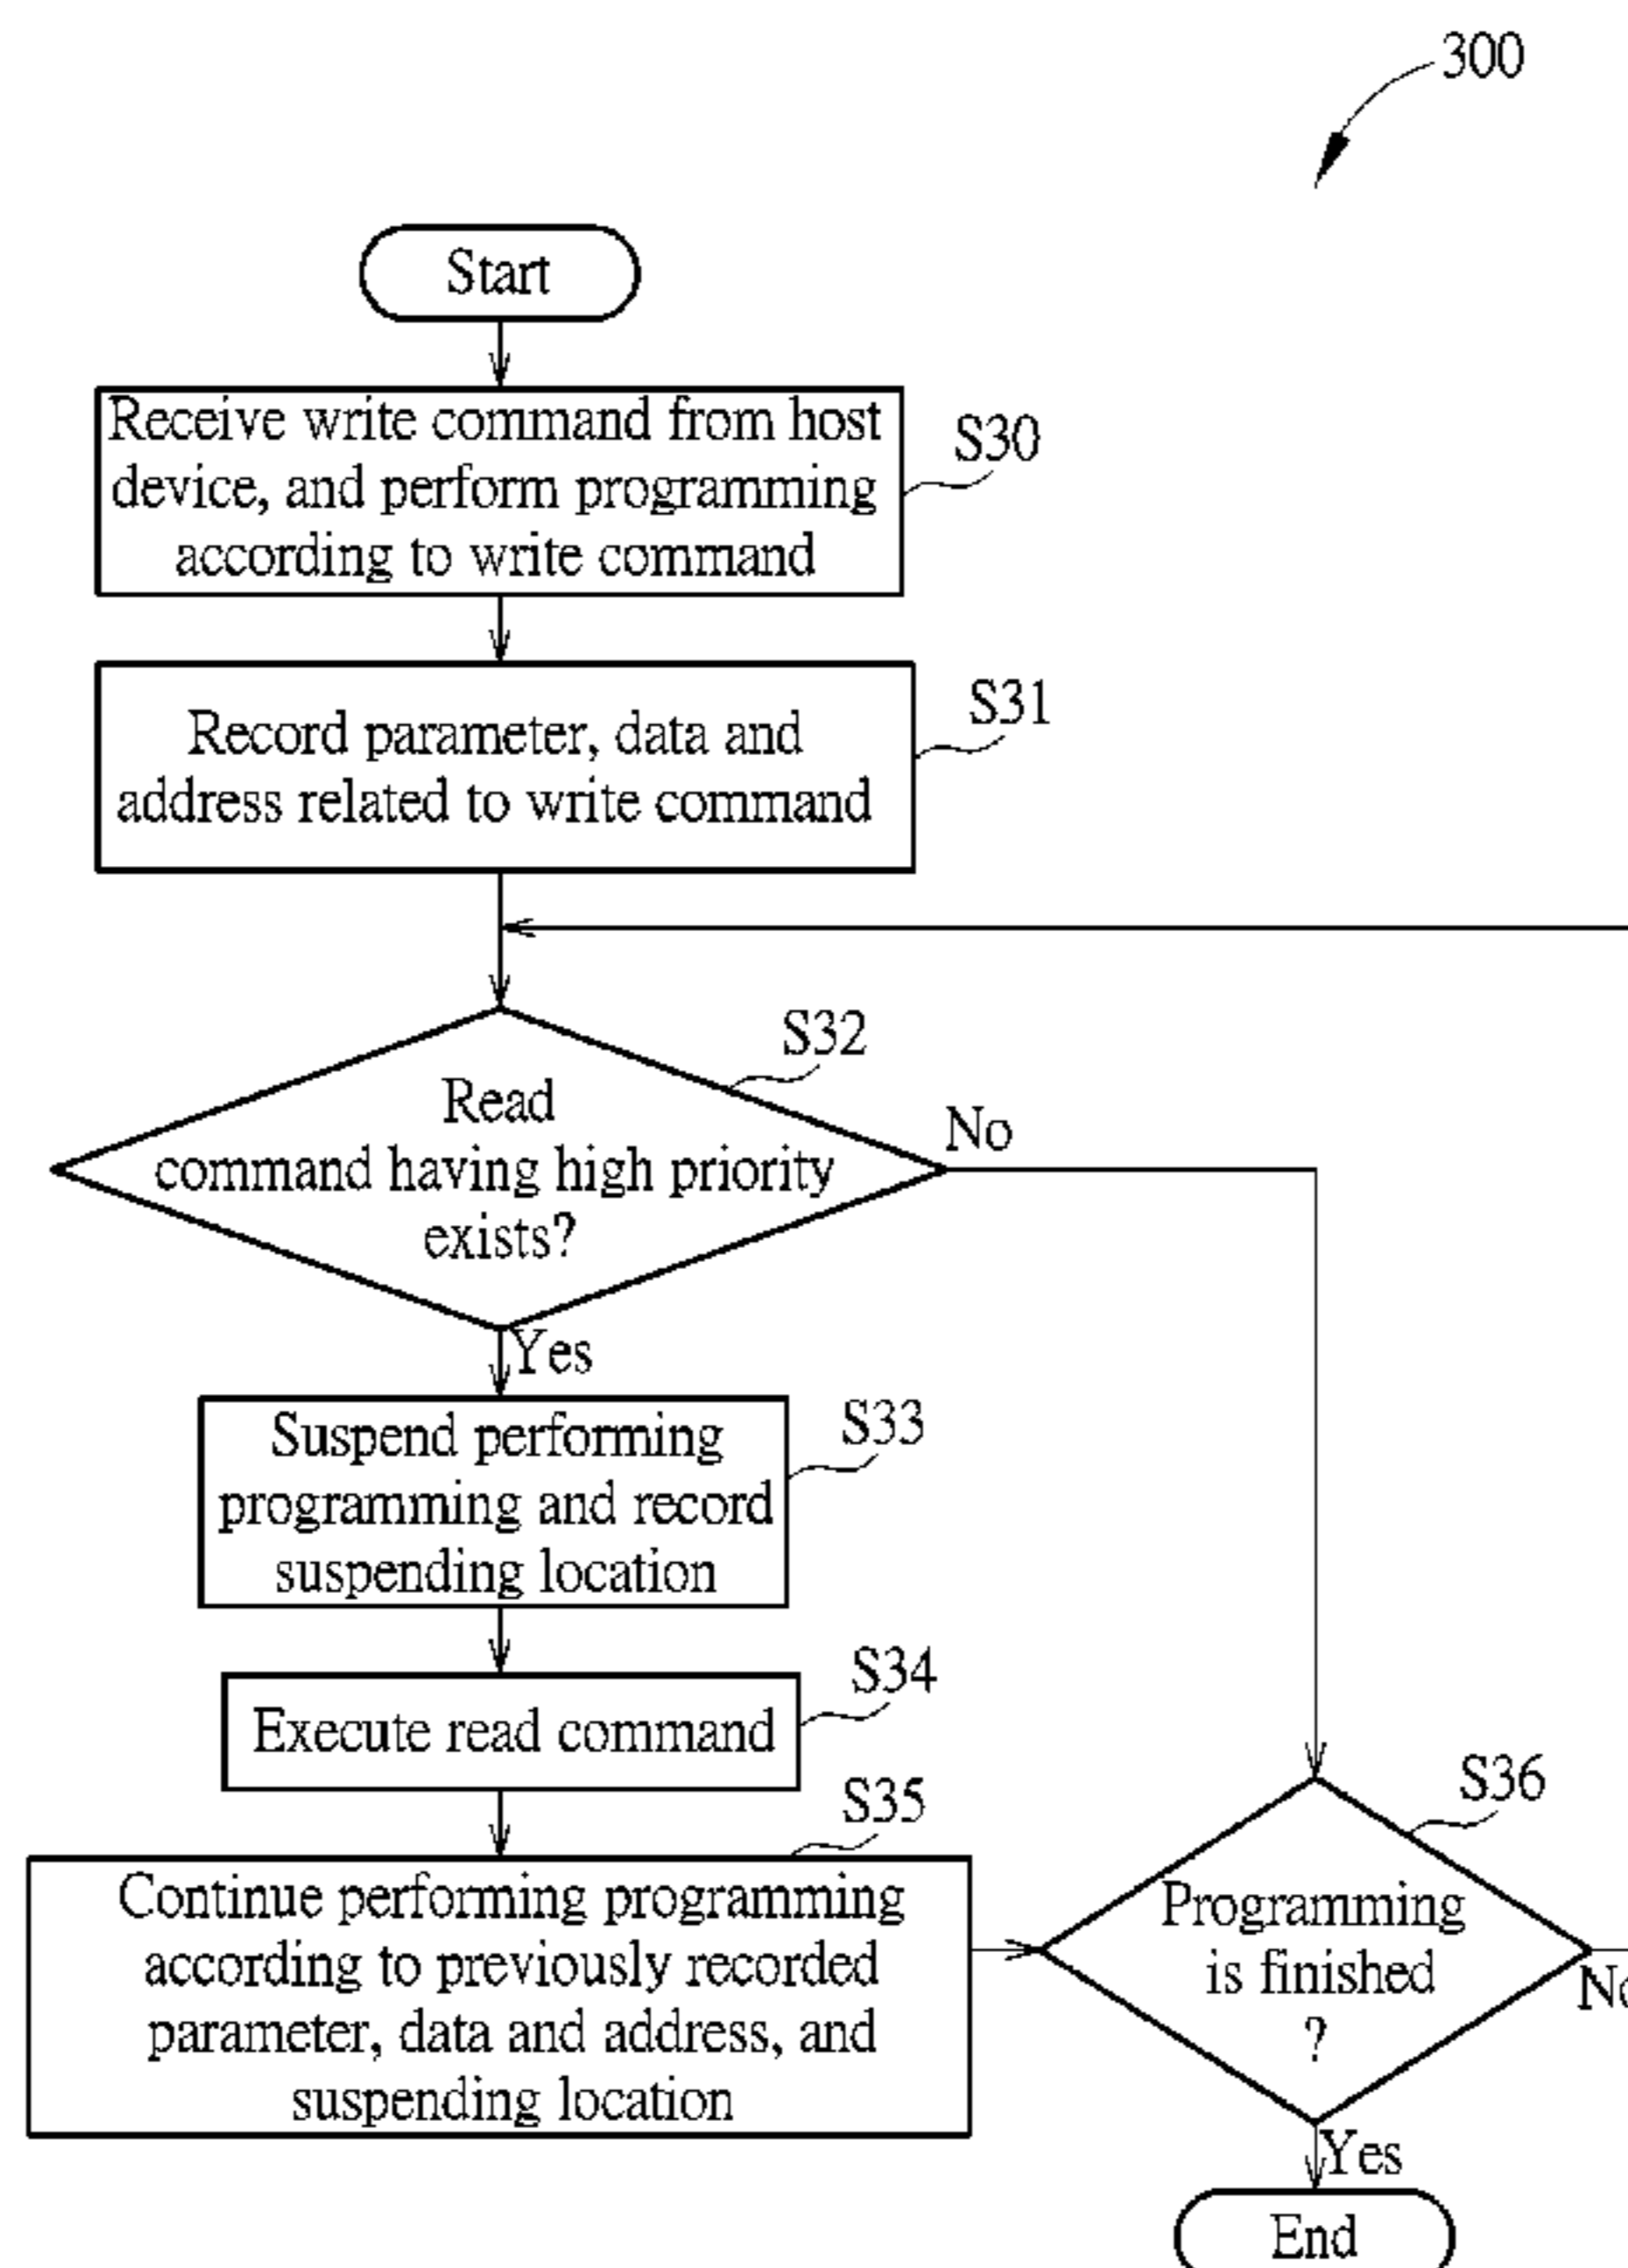 300
Start
Receive write command from host
device, and perform programming
according to write command
S30
Record parameter, data and
address related to write command
S31
Read
command having high priority
exists?
S32
No
Yes
Suspend performing
programming and record
suspending location
S33
Execute read command
S34
Continue performing programming
according to previously recorded
parameter, data and address, and
suspending location
S35
Programming
is finished
?
S36
No
Yes
End